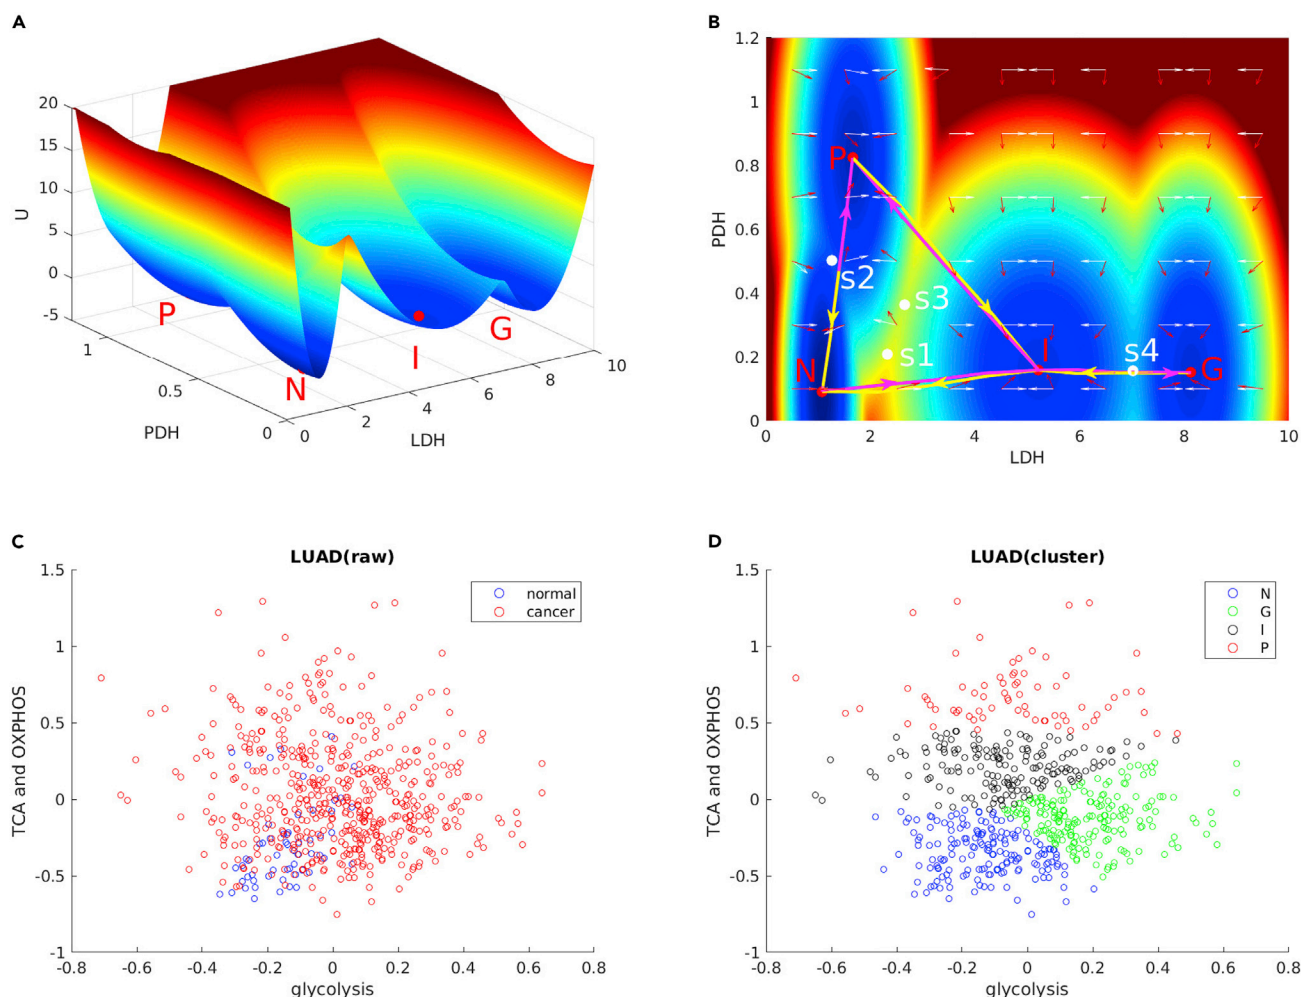 A
20
15
10
5
0
-5
U
P
N
I
G
1
0.5
0
PDH
0
2
4
6
8
10
LDH
B
1.2
1
0.8
0.6
0.4
0.2
0
PDH
P
s2
s3
s1
N
I
s4
G
0 2 4 6 8 10
LDH
C
LUAD(raw)
normal
cancer
1.5
1
0.5
0
-0.5
-1
TCA and OXPHOS
-0.8 -0.6 -0.4 -0.2 0 0.2 0.4 0.6 0.8
glycolysis
D
LUAD(cluster)
N
G
I
P
1.5
1
0.5
0
-0.5
-1
TCA and OXPHOS
-0.8 -0.6 -0.4 -0.2 0 0.2 0.4 0.6 0.8
glycolysis